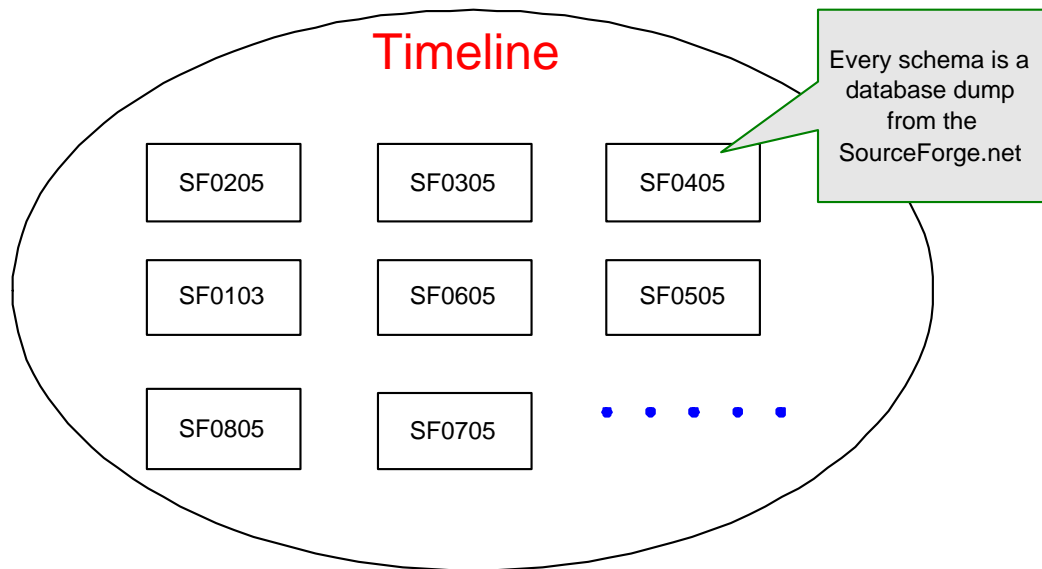 Timeline
Every schema is a
database dump
from the
SourceForge.net
SF0205
SF0305
SF0405
SF0103
SF0605
SF0505
SF0805
SF0705